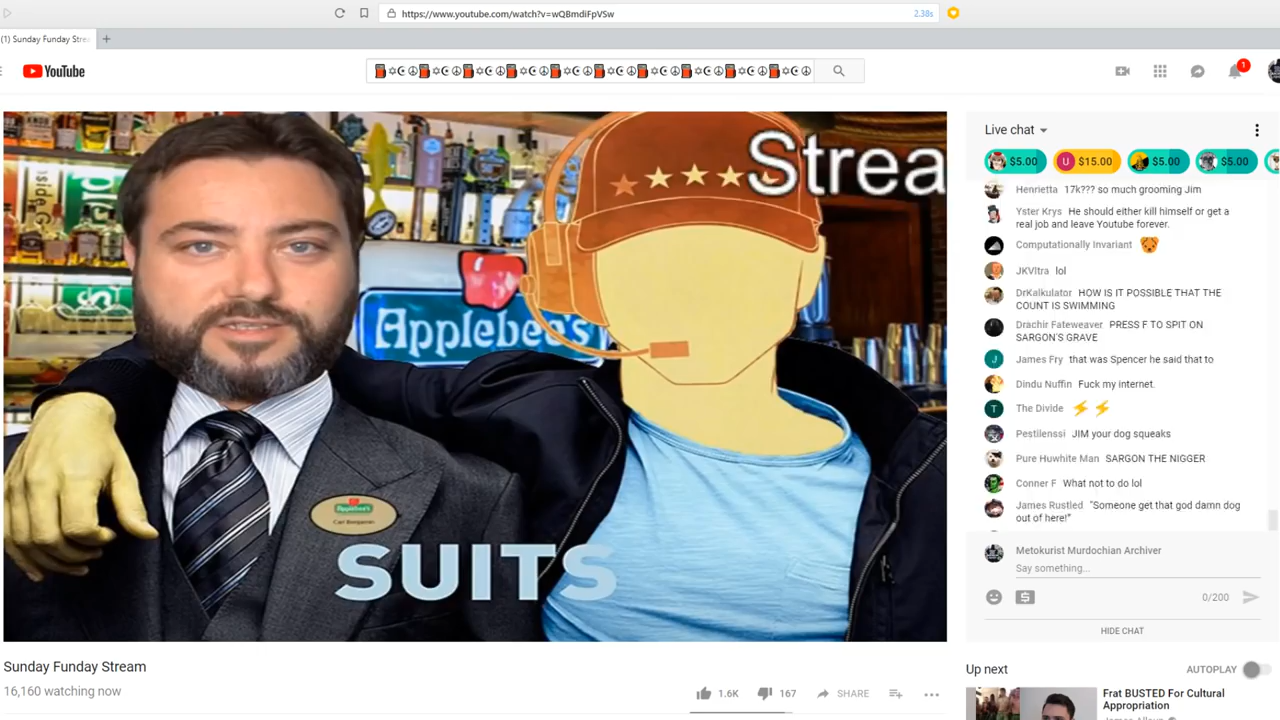 https://www.youtube.com/watch?v=wQBmdiFpVSw
2.38s
(1) Sunday Funday Strea
YouTube
1
Strea
Applebee's
Applebee's
Carl Benjamin
SUITS
Live chat
$5.00
$15.00
$5.00
$5.00
Henrietta 17k??? so much grooming Jim
Yster Krys He should either kill himself or get a
real job and leave Youtube forever.
Computationally Invariant
JKVltra lol
DrKalkulator HOW IS IT POSSIBLE THAT THE
COUNT IS SWIMMING
Drachir Fateweaver PRESS F TO SPIT ON
SARGON'S GRAVE
James Fry that was Spencer he said that to
Dindu Nuffin Fuck my internet.
The Divide
Pestilenssi JIM your dog squeaks
Pure Huwhite Man SARGON THE NIGGER
Conner F What not to do lol
James Rustled "Someone get that god damn dog
out of here!"
Metokurist Murdochian Archiver
Say something...
0/200
HIDE CHAT
Sunday Funday Stream
16,160 watching now
1.6K
167
SHARE
Up next
AUTOPLAY
Frat BUSTED For Cultural
Appropriation